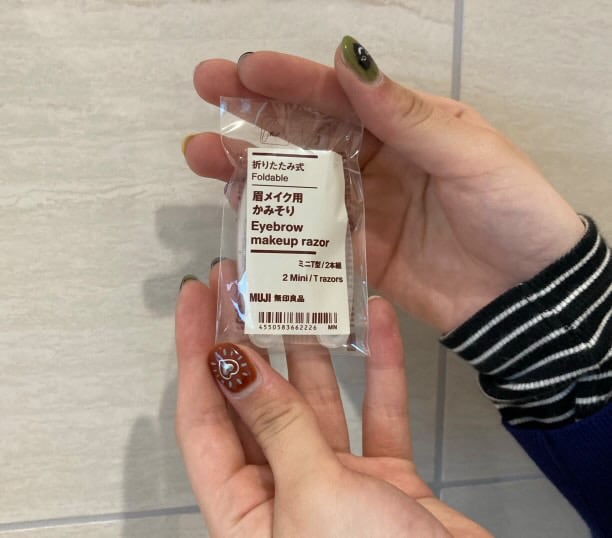 折りたたみ式
Foldable
眉メイク用
かみそり
Eyebrow
makeup razor
ミニT型/2本組
2 Mini/T razors
MUJI 無印良品
4550583662226 MN